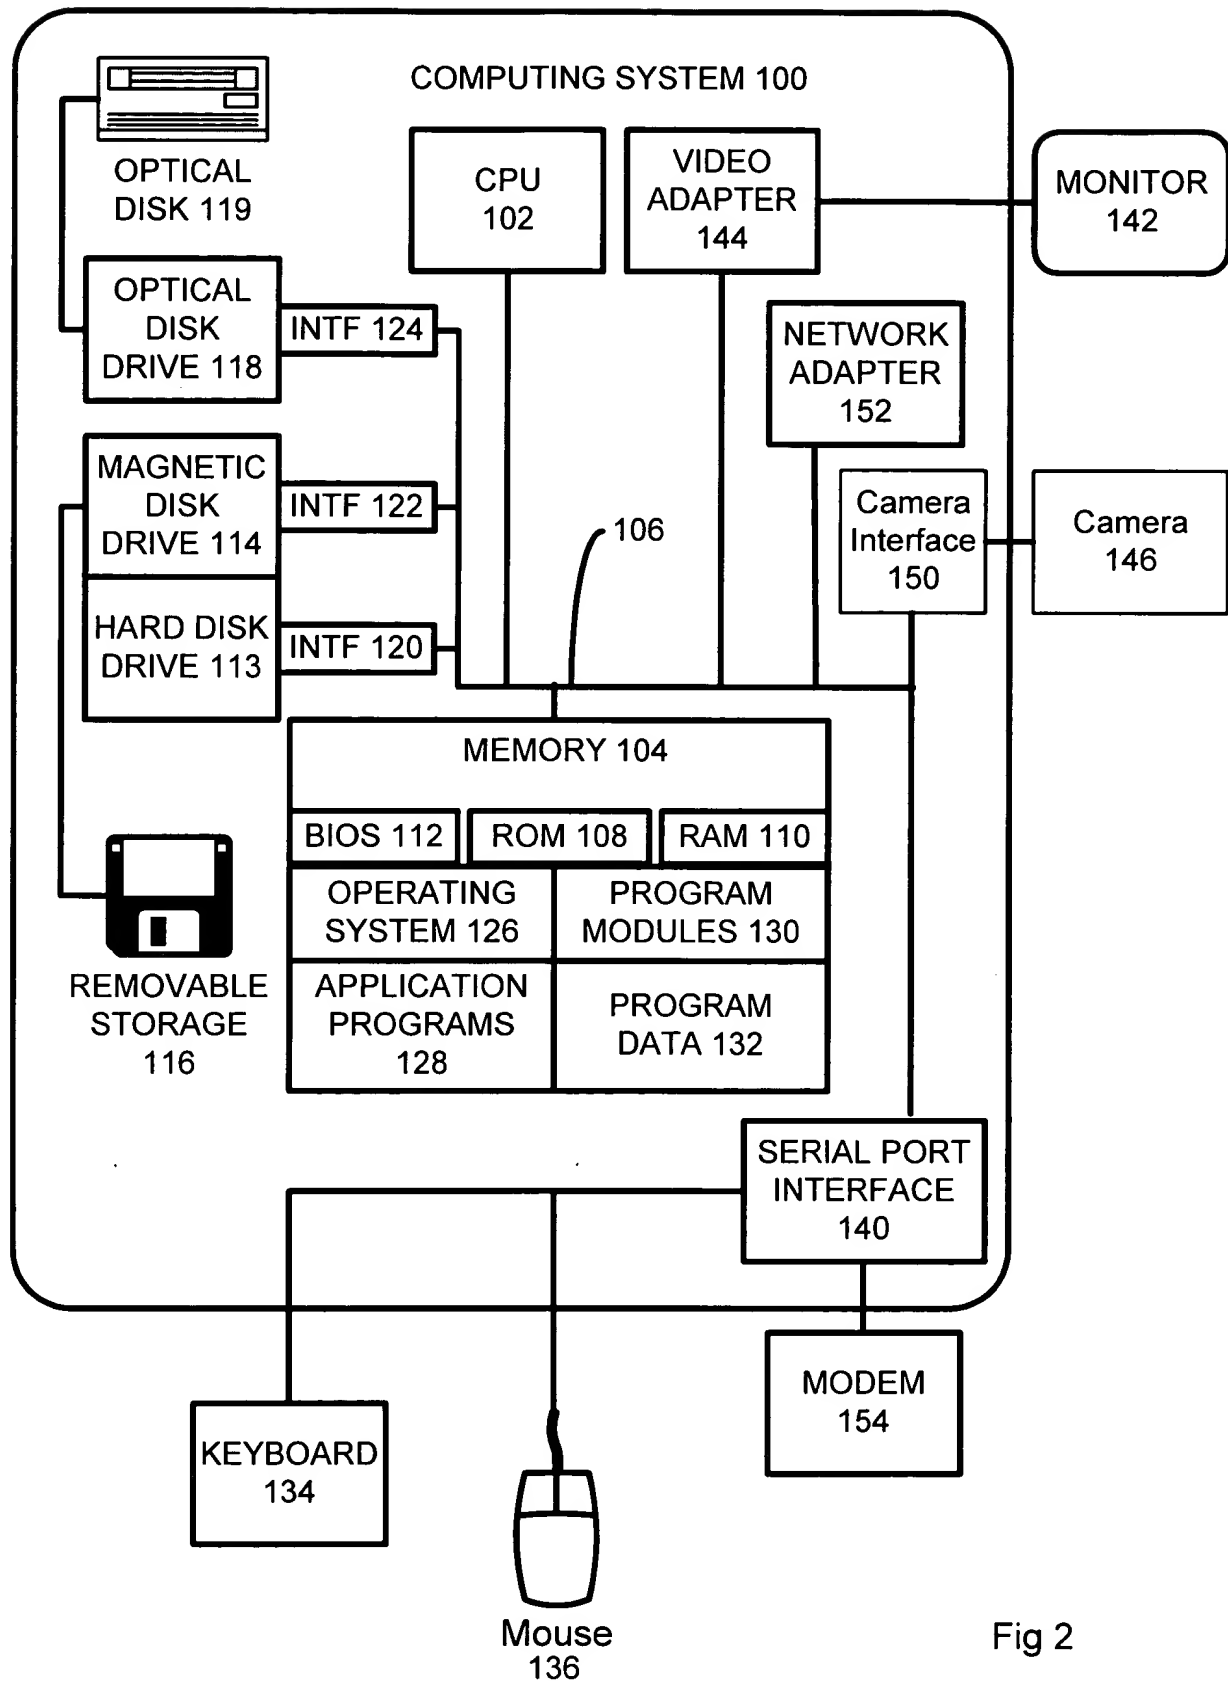 COMPUTING SYSTEM 100
OPTICAL
DISK 119
CPU
102
VIDEO
ADAPTER
144
MONITOR
142
OPTICAL
DISK
DRIVE 118
INTF 124
NETWORK
ADAPTER
152
MAGNETIC
DISK
DRIVE 114
INTF 122
106
Camera
Interface
150
Camera
146
HARD DISK
DRIVE 113
INTF 120
MEMORY 104
BIOS 112
ROM 108
RAM 110
OPERATING
SYSTEM 126
PROGRAM
MODULES 130
APPLICATION
PROGRAMS
128
PROGRAM
DATA 132
REMOVABLE
STORAGE
116
SERIAL PORT
INTERFACE
140
KEYBOARD
134
MODEM
154
Mouse
136
Fig 2